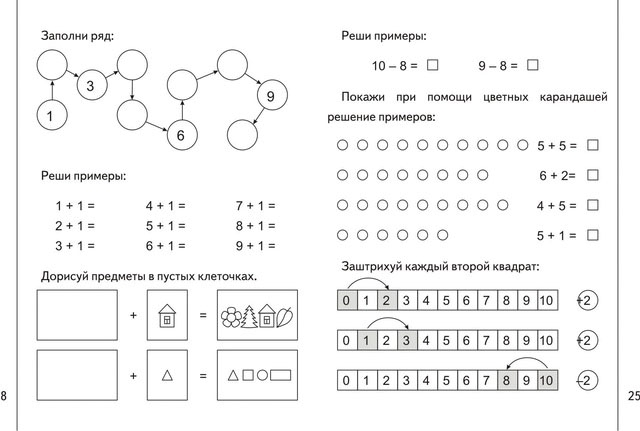 Заполни ряд:
1 3 6 9
Реши примеры:
1 + 1 = 4 + 1 = 7 + 1 =
2 + 1 = 5 + 1 = 8 + 1 =
3 + 1 = 6 + 1 = 9 + 1 =
Дорисуй предметы в пустых клеточках.
+ =
+ =
8
Реши примеры:
10 – 8 = 9 – 8 =
Покажи при помощи цветных карандашей
решение примеров:
5 + 5 =
6 + 2=
4 + 5 =
5 + 1 =
Заштрихуй каждый второй квадрат:
0 1 2 3 4 5 6 7 8 9 10 +2
0 1 2 3 4 5 6 7 8 9 10 +2
0 1 2 3 4 5 6 7 8 9 10 –2
25